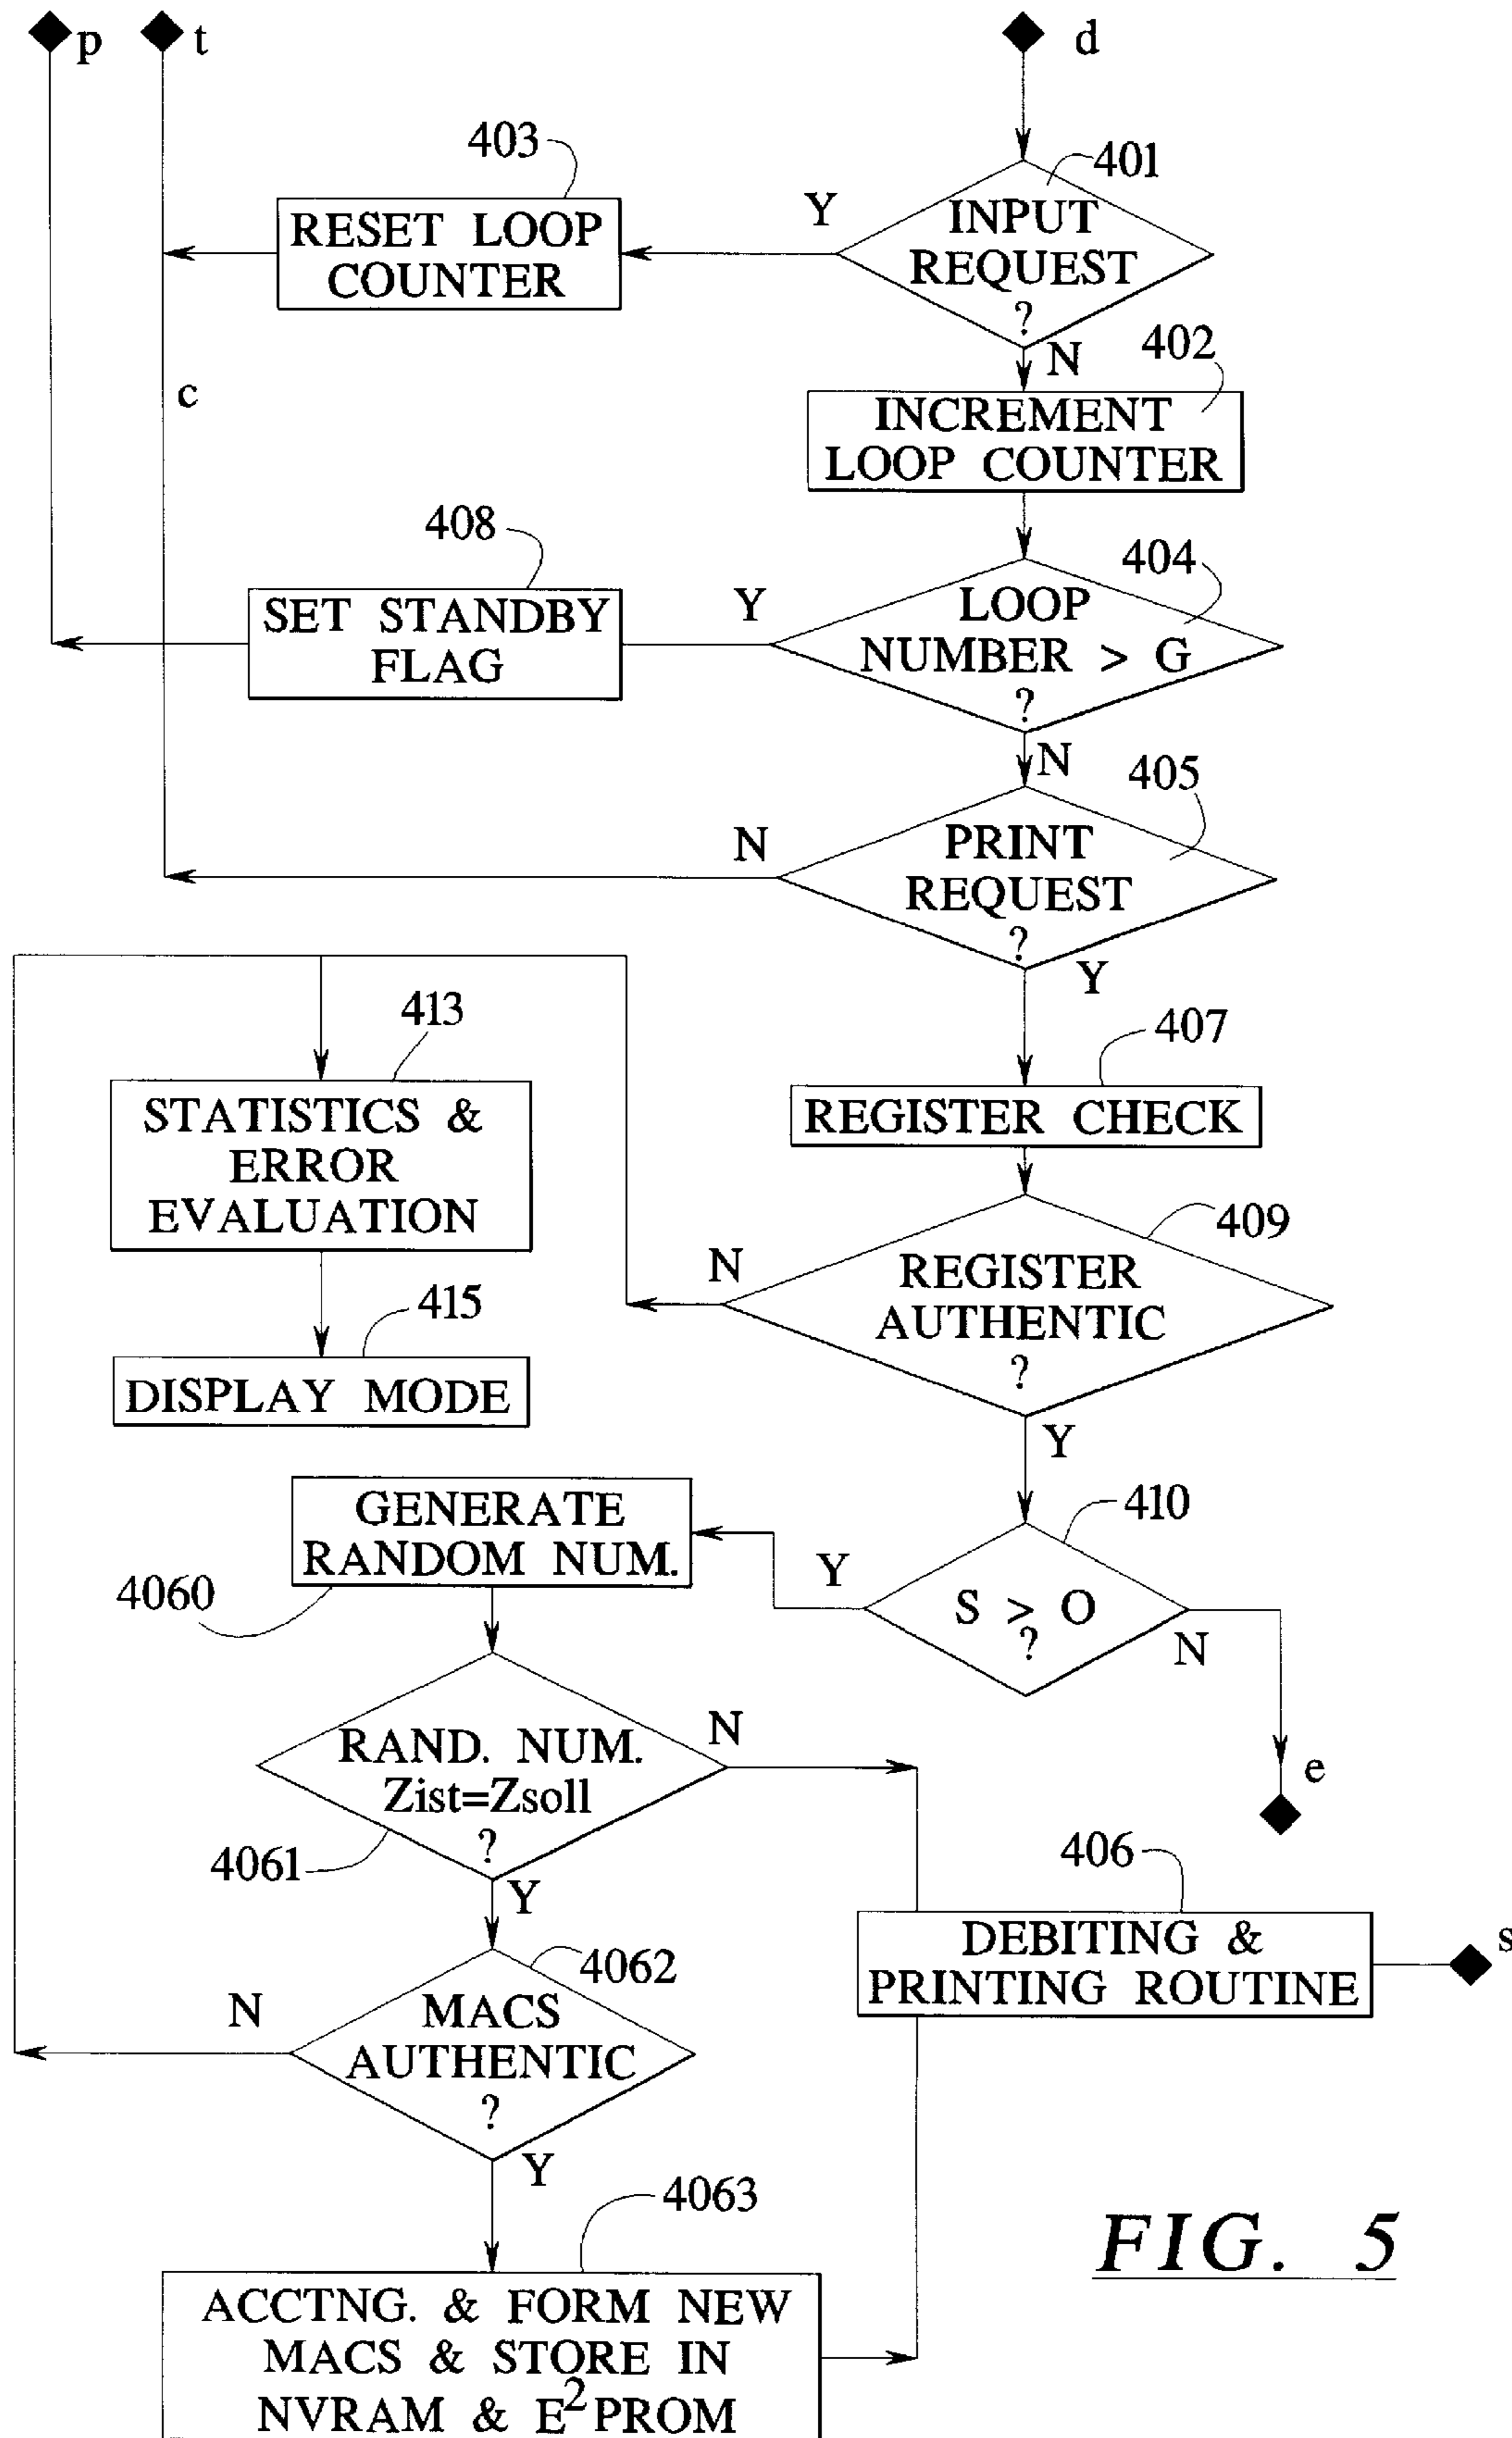 p
t
d
403
401
RESET LOOP
COUNTER
Y
INPUT
REQUEST
?
N
402
c
INCREMENT
LOOP COUNTER
408
404
SET STANDBY
FLAG
Y
LOOP
NUMBER > G
?
N
405
N
PRINT
REQUEST
?
Y
413
407
STATISTICS &
ERROR
EVALUATION
REGISTER CHECK
409
N
REGISTER
AUTHENTIC
?
415
DISPLAY MODE
Y
410
GENERATE
RANDOM NUM.
4060
Y
S > O
?
N
RAND. NUM.
Zist=Zsoll
?
N
e
4061
Y
406
4062
DEBITING &
PRINTING ROUTINE
s
N
MACS
AUTHENTIC
?
Y
4063
ACCTNG. & FORM NEW
MACS & STORE IN
NVRAM & E²PROM
FIG. 5